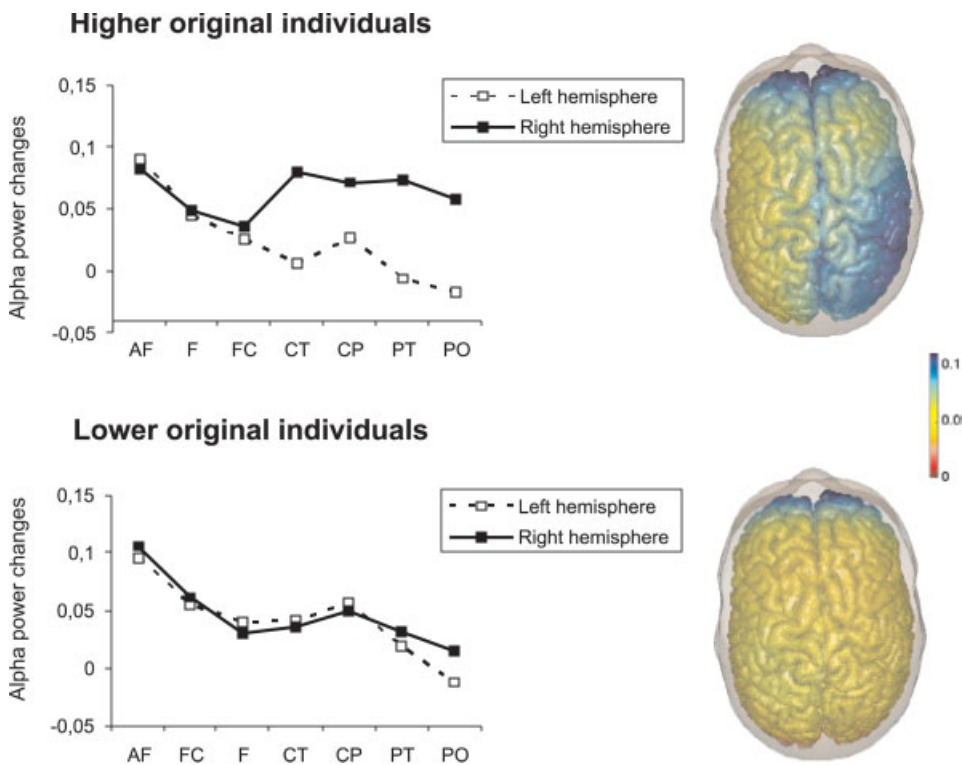 Higher original individuals
Alpha power changes
0,15
0,1
0,05
0
-0,05
AF F FC CT CP PT PO
Left hemisphere
Right hemisphere
0.1
0.05
0
Lower original individuals
Alpha power changes
0,15
0,1
0,05
0
-0,05
AF FC F CT CP PT PO
Left hemisphere
Right hemisphere